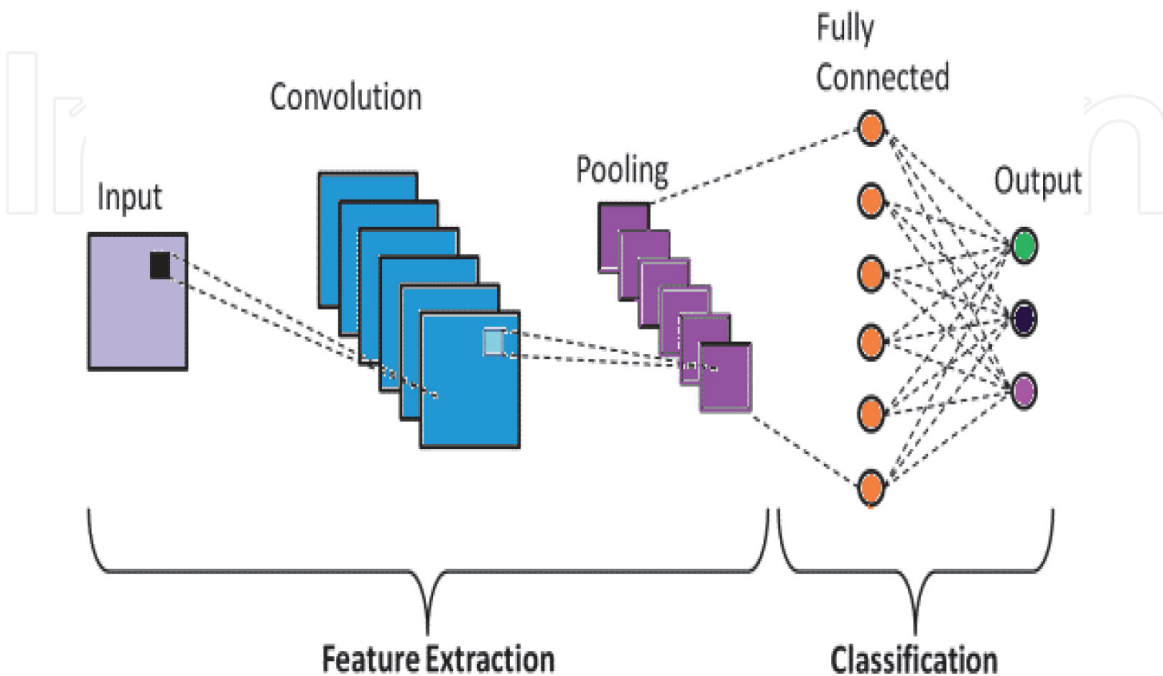 Fully
Connected
Convolution
Pooling
Input
Output
Feature Extraction
Classification